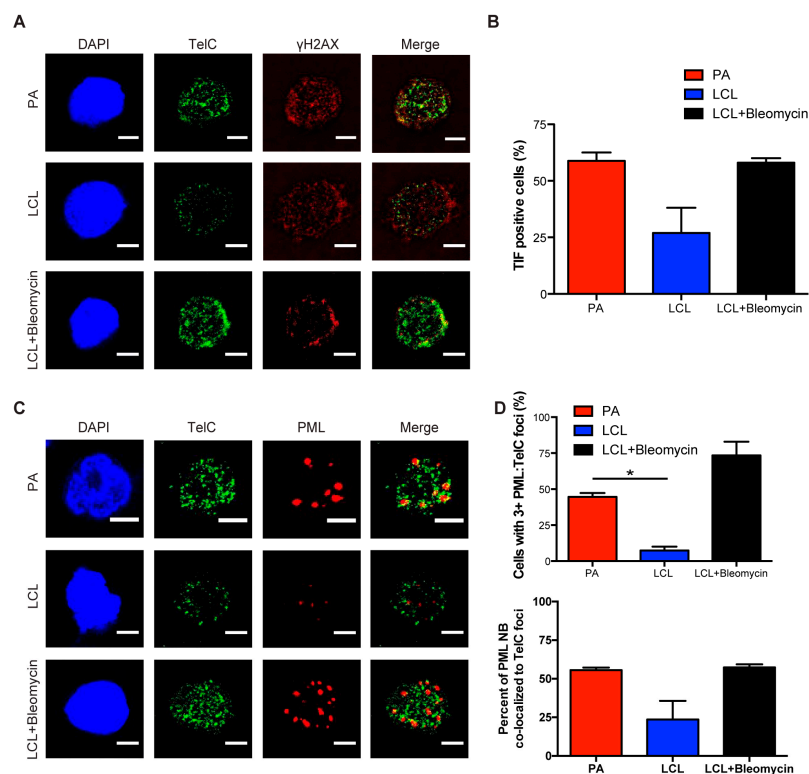 A
DAPI TelC γH2AX Merge
PA
LCL
LCL+Bleomycin
B
PA
LCL
LCL+Bleomycin
TIF positive cells (%)
75
50
25
0
PA LCL LCL+Bleomycin
C
DAPI TelC PML Merge
PA
LCL
LCL+Bleomycin
D
PA
LCL
LCL+Bleomycin
Cells with 3+ PML:TelC foci (%)
100
75
50
25
0
*
PA LCL LCL+Bleomycin
Percent of PML NB
co-localized to TelC foci
100
75
50
25
0
PA LCL LCL+Bleomycin